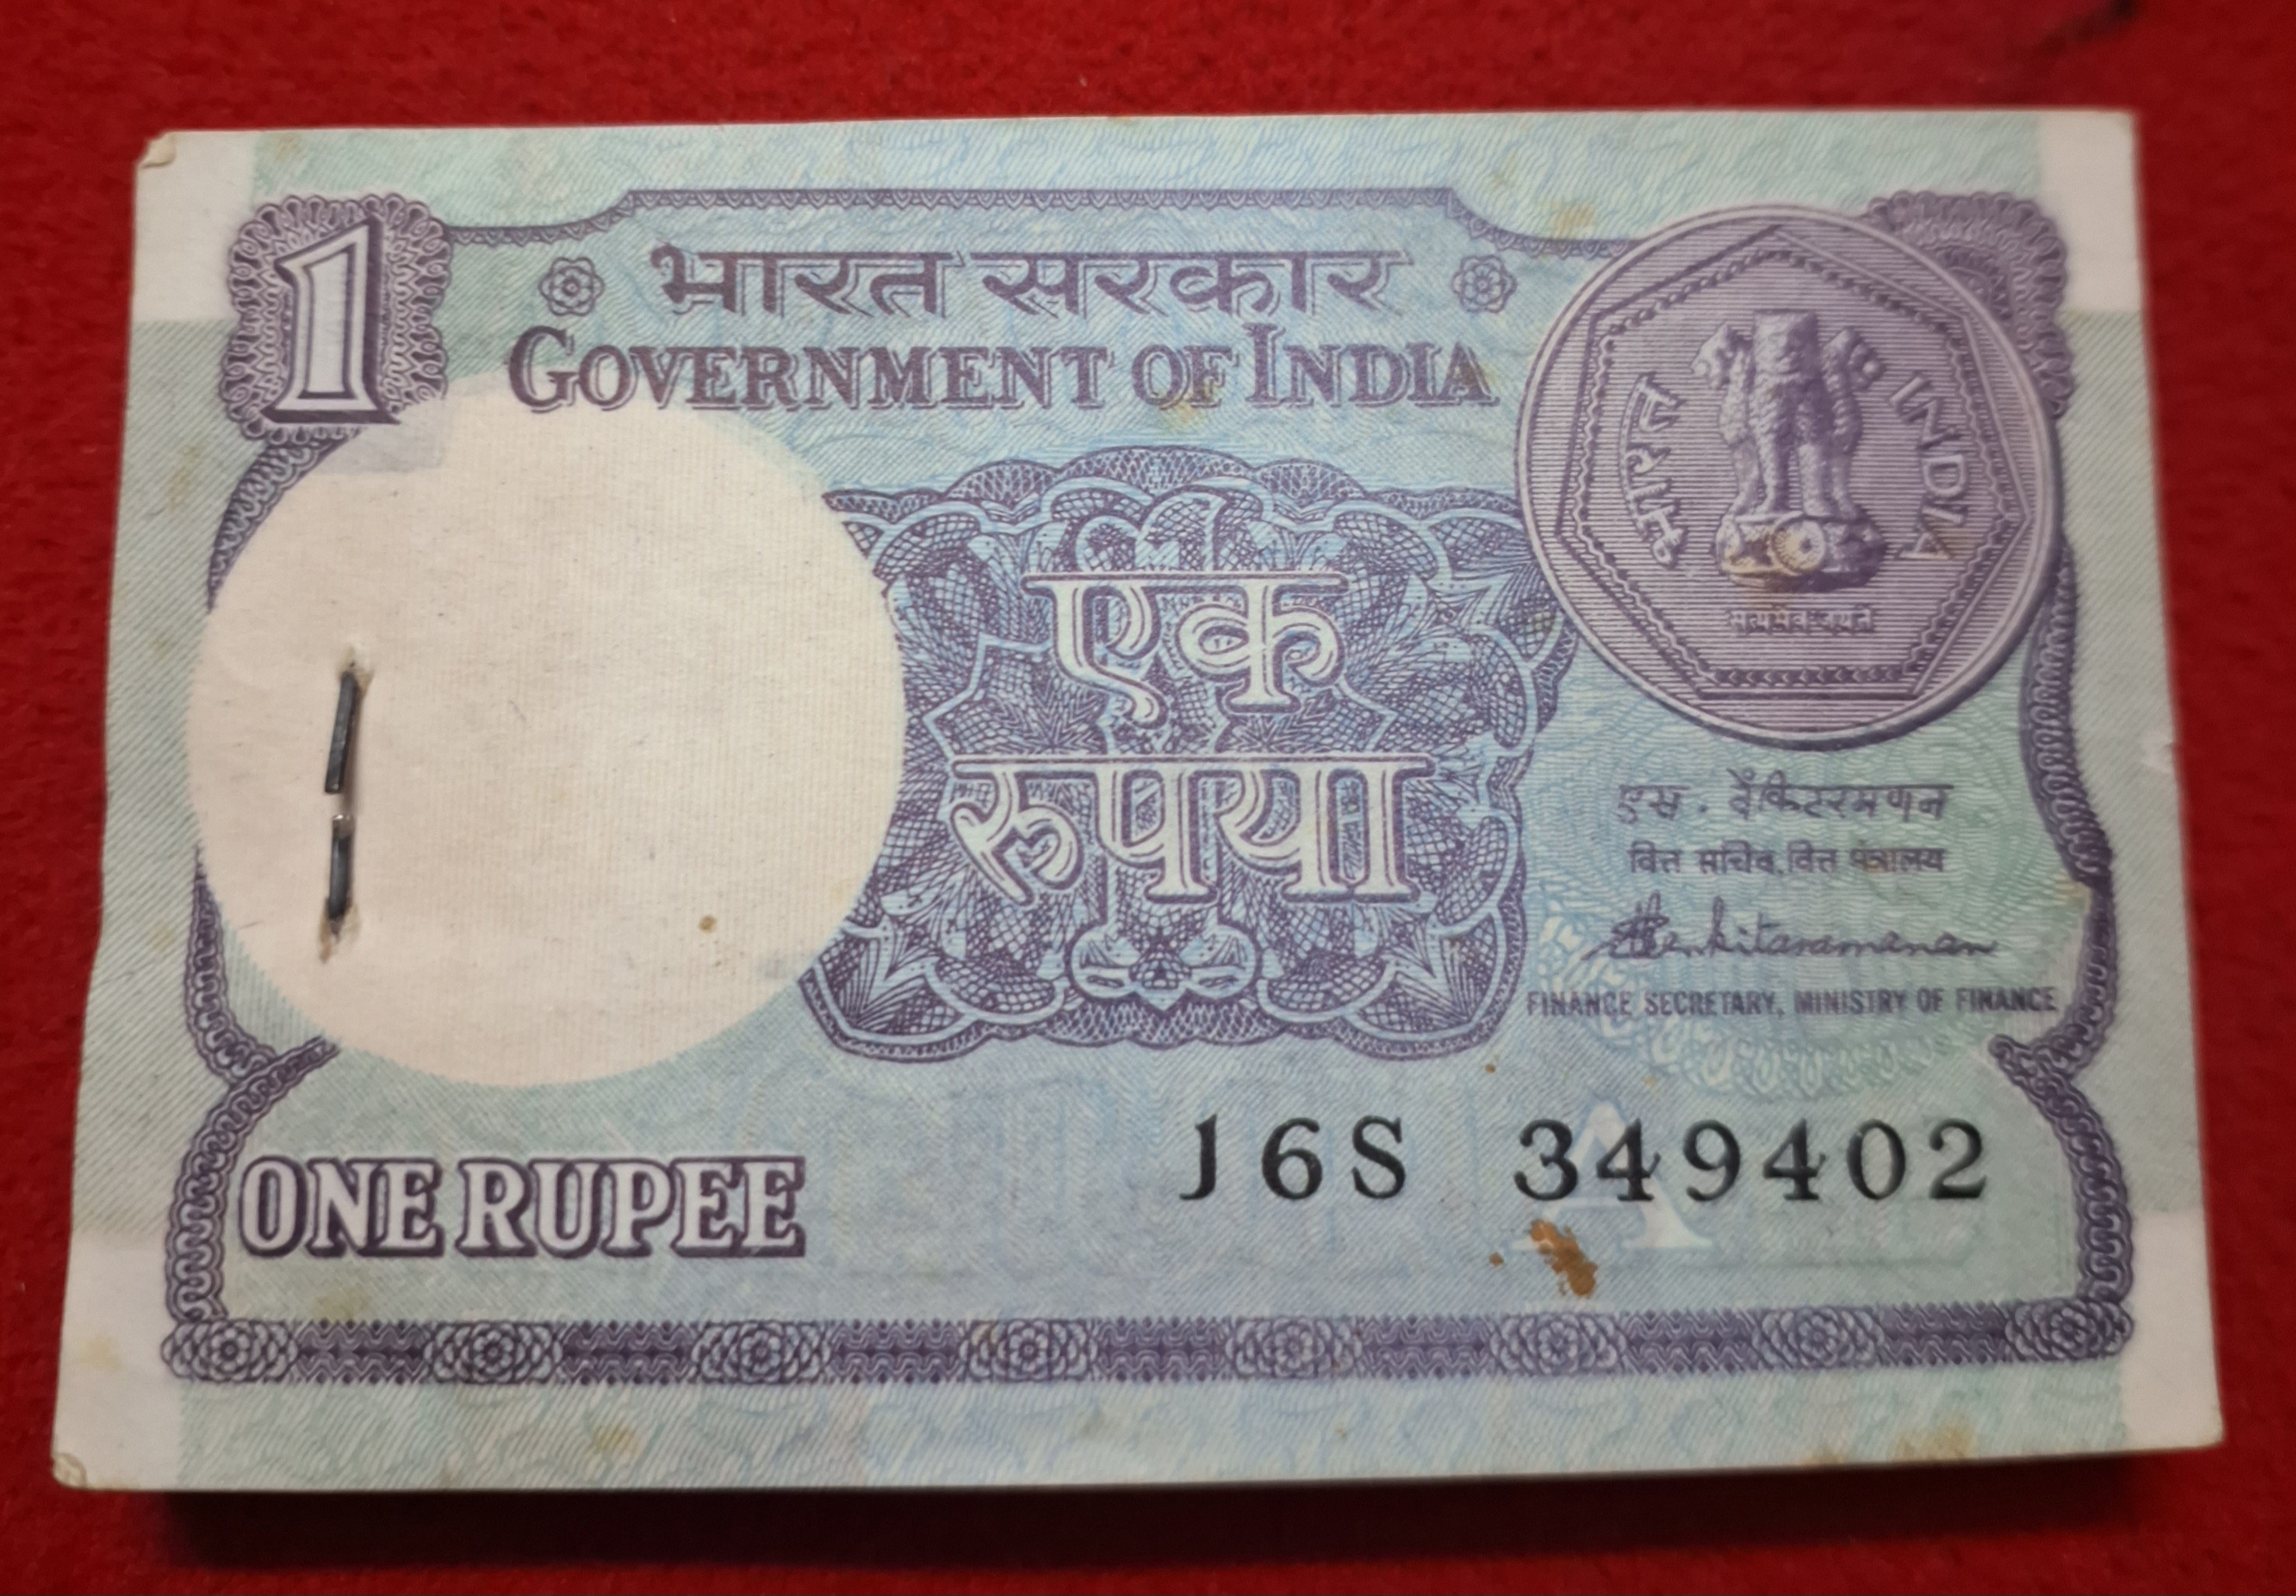 1
भारत सरकार
GOVERNMENT OF INDIA
भारत
INDIA
सत्यमेव जयते
एक
रुपया
एस. वेंकिटरमणन
वित्त सचिव, वित्त मंत्रालय
Venkitaramanan
FINANCE SECRETARY, MINISTRY OF FINANCE
J6S 349402
A
ONE RUPEE